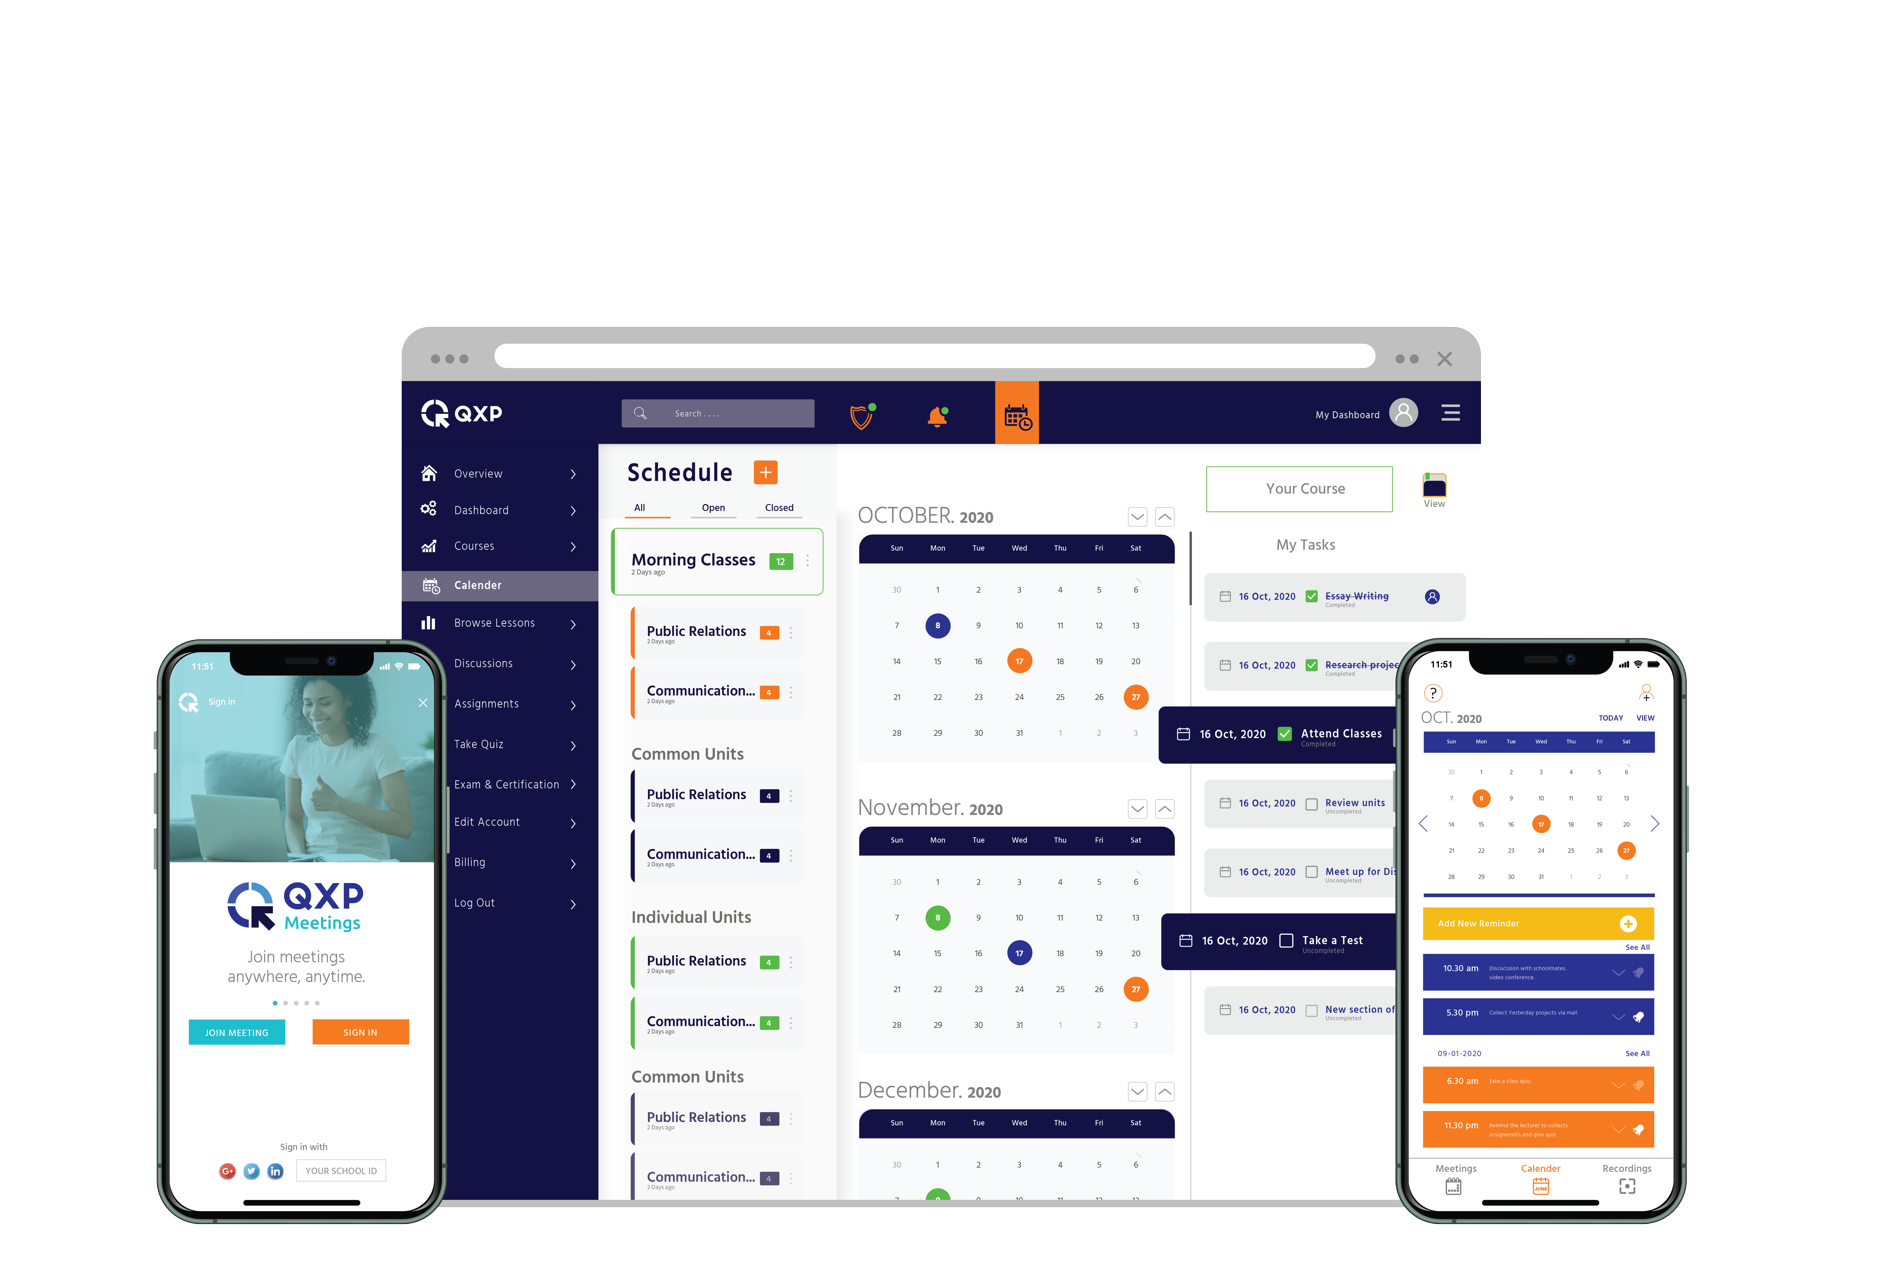 QXP
Search . . . .
My Dashboard
Overview
Dashboard
Courses
Calender
Browse Lessons
Discussions
Assignments
Take Quiz
Exam & Certification
Edit Account
Billing
Log Out
Schedule
All
Open
Closed
Morning Classes 12
2 Days ago
Public Relations 4
2 Days ago
Communication... 4
2 Days ago
Common Units
Public Relations 4
2 Days ago
Communication... 4
2 Days ago
Individual Units
Public Relations 4
2 Days ago
Communication... 4
2 Days ago
Common Units
Public Relations 4
2 Days ago
Communication... 4
2 Days ago
OCTOBER. 2020
Sun Mon Tue Wed Thu Fri Sat
30 1 2 3 4 5 6
7 8 9 10 11 12 13
14 15 16 17 18 19 20
21 22 23 24 25 26 27
28 29 30 31 1 2 3
November. 2020
Sun Mon Tue Wed Thu Fri Sat
30 1 2 3 4 5 6
7 8 9 10 11 12 13
14 15 16 17 18 19 20
21 22 23 24 25 26 27
28 29 30 31 1 2 3
December. 2020
Sun Mon Tue Wed Thu Fri Sat
30 1 2 3 4 5 6
Your Course
View
My Tasks
16 Oct, 2020 Essay Writing
Completed
16 Oct, 2020 Research projec
Completed
16 Oct, 2020 Attend Classes
Completed
16 Oct, 2020 Review units
Uncompleted
16 Oct, 2020 Meet up for Dis
Uncompleted
16 Oct, 2020 Take a Test
Uncompleted
16 Oct, 2020 New section of
Uncompleted
11:51
Sign in
QXP
Meetings
Join meetings
anywhere, anytime.
JOIN MEETING
SIGN IN
Sign in with
G+
in
YOUR SCHOOL ID
11:51
?
OCT. 2020
TODAY VIEW
Sun Mon Tue Wed Thu Fri Sat
30 1 2 3 4 5 6
7 8 9 10 11 12 13
14 15 16 17 18 19 20
21 22 23 24 25 26 27
28 29 30 31 1 2 3
Add New Reminder
See All
10.30 am
Discucssion with schoolmates.
video conference.
5.30 pm
Collect Yesterday projects via mail
09-01-2020
See All
6.30 am
take a class quiz.
11.30 pm
Remind the lecturer to collects
assignemnts and give quiz
Meetings
Calender
Recordings
JUNE